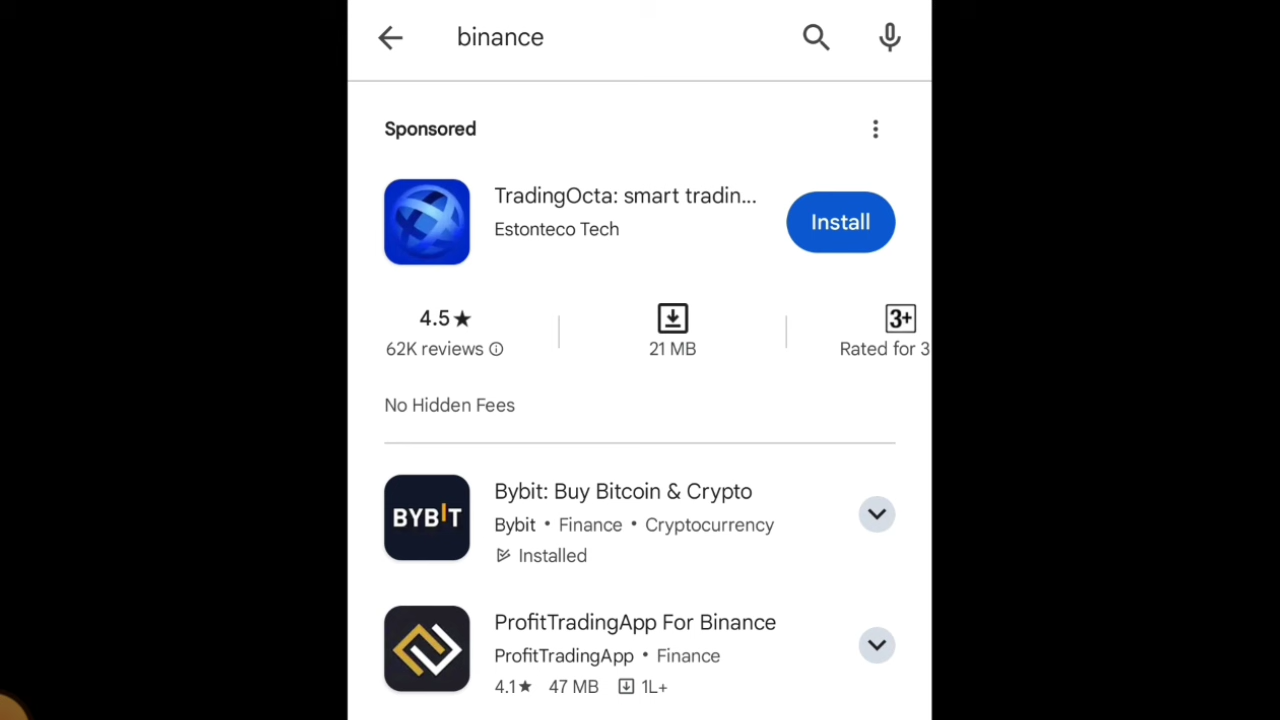 binance
Sponsored
TradingOcta: smart tradin...
Estonteco Tech
Install
4.5★
62K reviews
21 MB
3+
Rated for 3
No Hidden Fees
BYBIT
Bybit: Buy Bitcoin & Crypto
Bybit • Finance • Cryptocurrency
Installed
ProfitTradingApp For Binance
ProfitTradingApp • Finance
4.1★ 47 MB 1L+